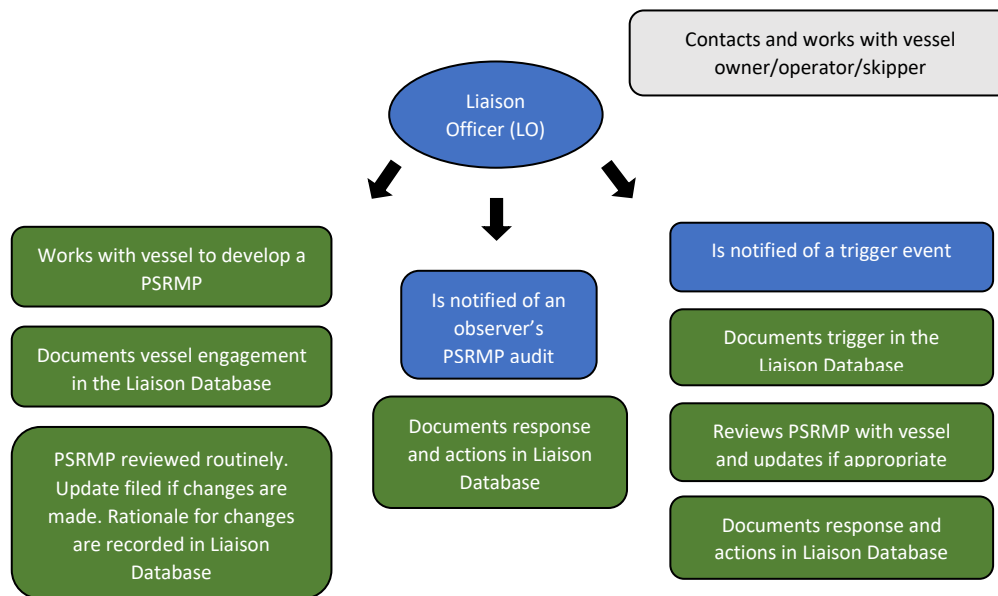 Contacts and works with vessel
owner/operator/skipper
Liaison
Officer (LO)
Works with vessel to develop a
PSRMP
Documents vessel engagement
in the Liaison Database
PSRMP reviewed routinely.
Update filed if changes are
made. Rationale for changes
are recorded in Liaison
Database
Is notified of an
observer’s
PSRMP audit
Documents response
and actions in Liaison
Database
Is notified of a trigger event
Documents trigger in the
Liaison Database
Reviews PSRMP with vessel
and updates if appropriate
Documents response and
actions in Liaison Database